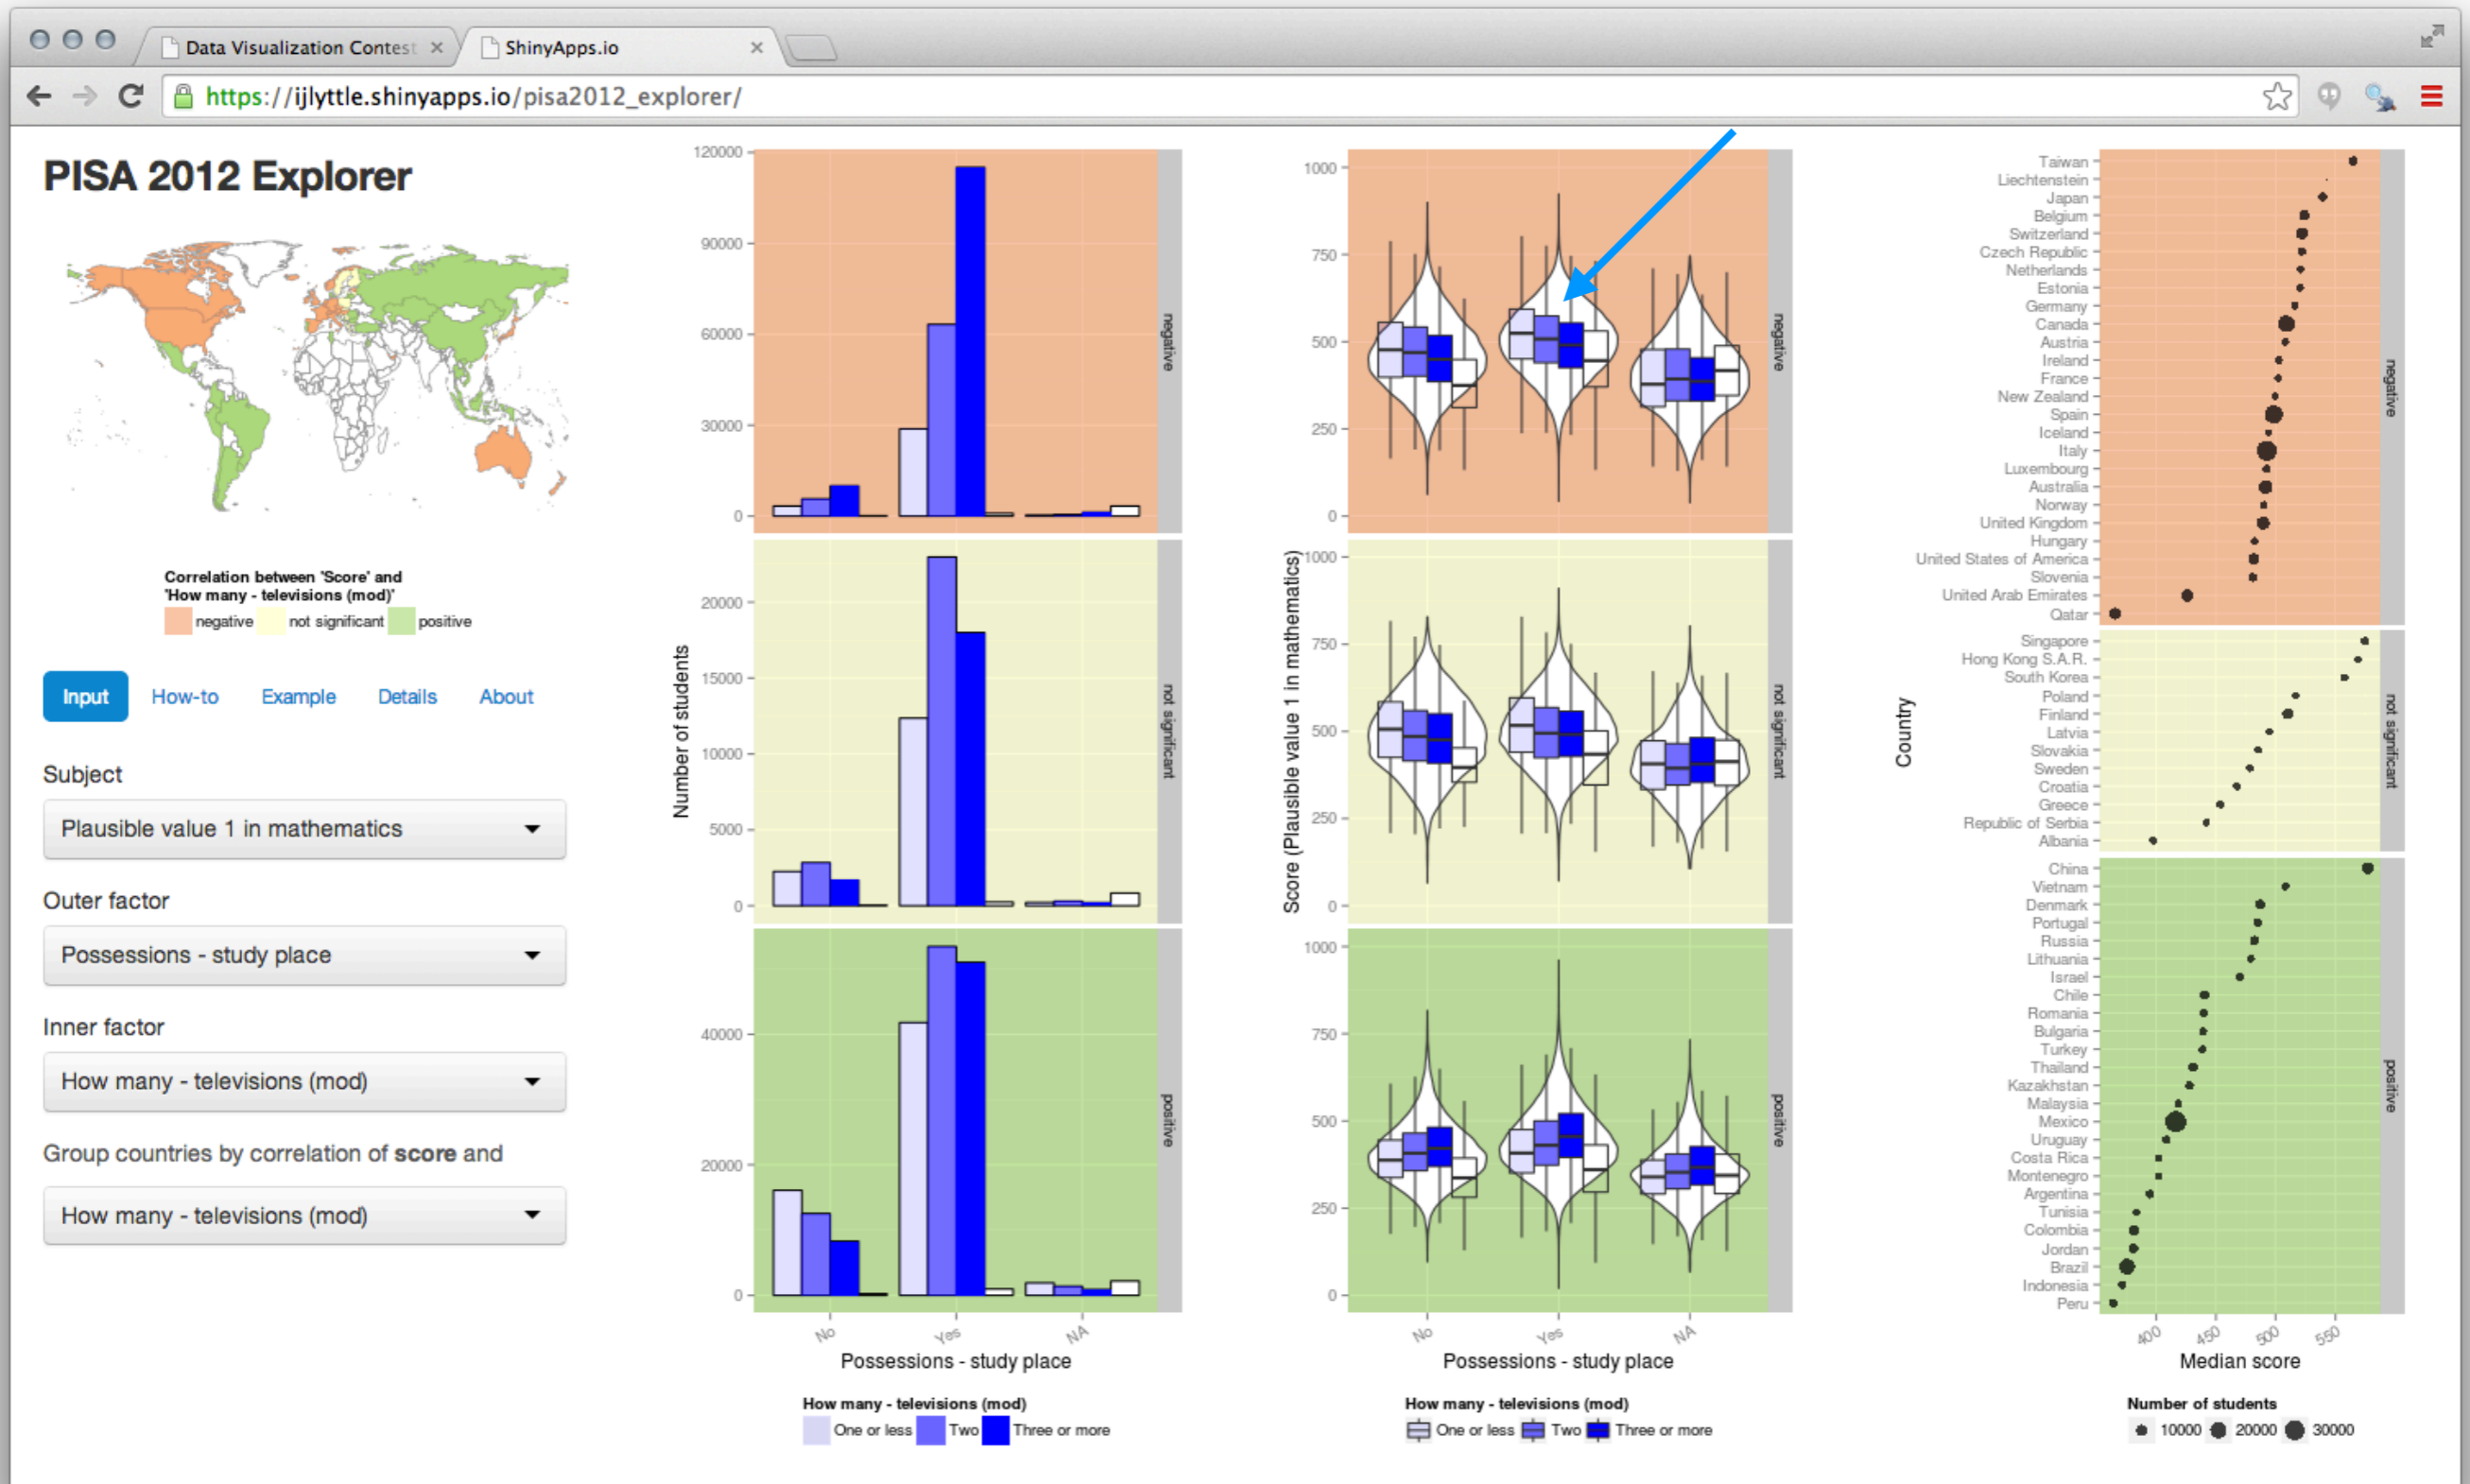 Data Visualization Contest
ShinyApps.io
https://ijlyttle.shinyapps.io/pisa2012_explorer/
PISA 2012 Explorer
Correlation between 'Score' and
'How many - televisions (mod)'
negative not significant positive
Input How-to Example Details About
Subject
Plausible value 1 in mathematics
Outer factor
Possessions - study place
Inner factor
How many - televisions (mod)
Group countries by correlation of score and
How many - televisions (mod)
Number of students
120000
90000
60000
30000
0
negative
20000
15000
10000
5000
0
not significant
40000
20000
0
positive
No Yes NA
Possessions - study place
How many - televisions (mod)
One or less Two Three or more
Score (Plausible value 1 in mathematics)
1000
750
500
250
0
negative
1000
750
500
250
0
not significant
1000
750
500
250
0
positive
No Yes NA
Possessions - study place
How many - televisions (mod)
One or less Two Three or more
Country
Taiwan
Liechtenstein
Japan
Belgium
Switzerland
Czech Republic
Netherlands
Estonia
Germany
Canada
Austria
Ireland
France
New Zealand
Spain
Iceland
Italy
Luxembourg
Australia
Norway
United Kingdom
Hungary
United States of America
Slovenia
United Arab Emirates
Qatar
negative
Singapore
Hong Kong S.A.R.
South Korea
Poland
Finland
Latvia
Slovakia
Sweden
Croatia
Greece
Republic of Serbia
Albania
not significant
China
Vietnam
Denmark
Portugal
Russia
Lithuania
Israel
Chile
Romania
Bulgaria
Turkey
Thailand
Kazakhstan
Malaysia
Mexico
Uruguay
Costa Rica
Montenegro
Argentina
Tunisia
Colombia
Jordan
Brazil
Indonesia
Peru
positive
400 450 500 550
Median score
Number of students
10000 20000 30000